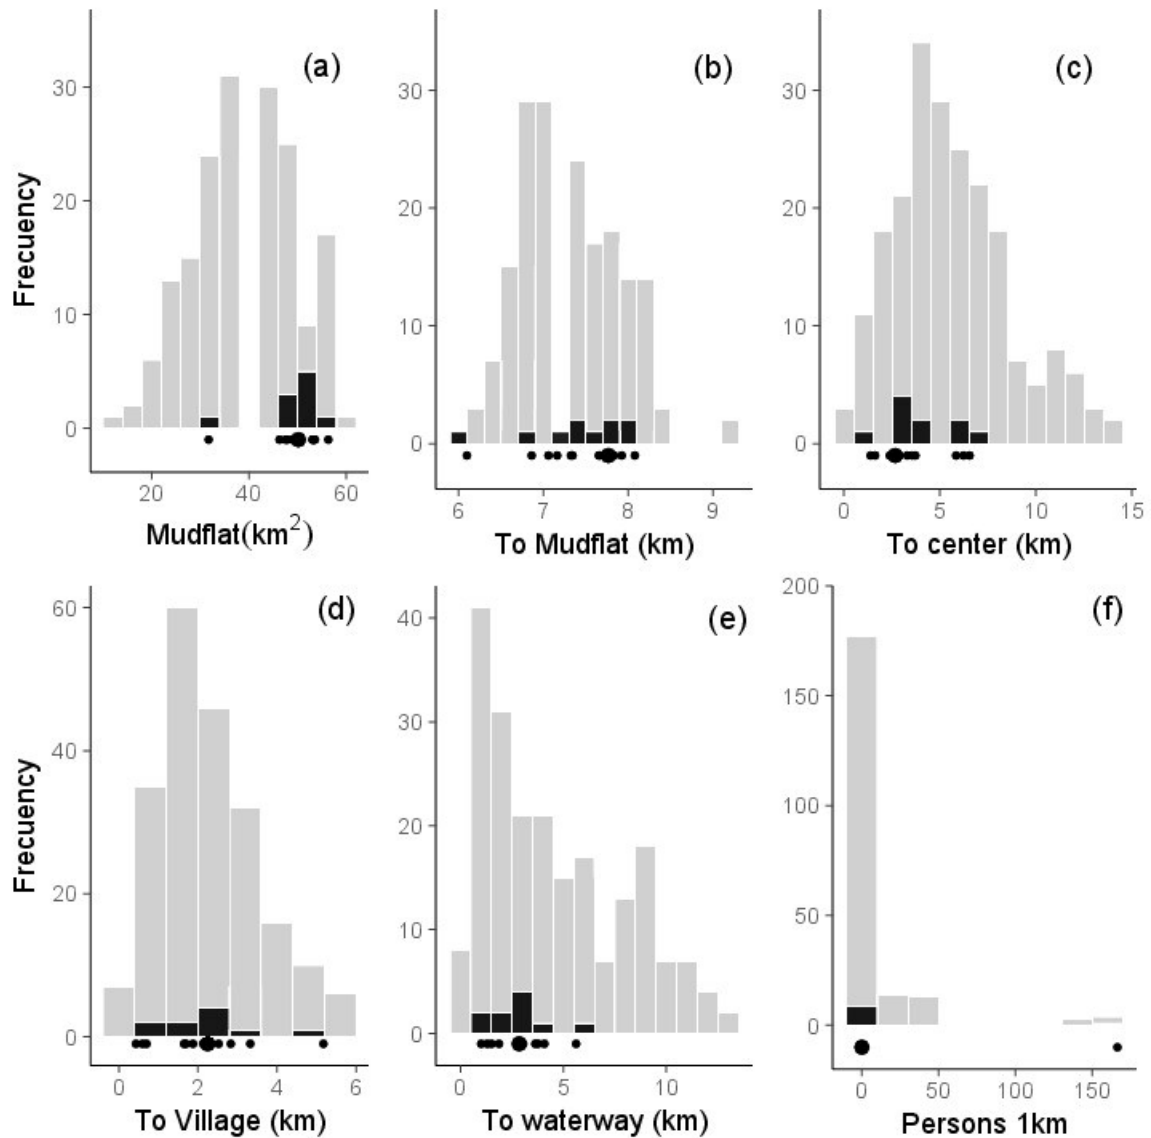 (a)
Frecuency
30
20
10
0
20 40 60
Mudflat(km²)
(b)
30
20
10
0
6 7 8 9
To Mudflat (km)
(c)
30
20
10
0
0 5 10 15
To center (km)
(d)
Frecuency
60
40
20
0
0 2 4 6
To Village (km)
(e)
40
30
20
10
0
0 5 10
To waterway (km)
(f)
200
150
100
50
0
0 50 100 150
Persons 1km